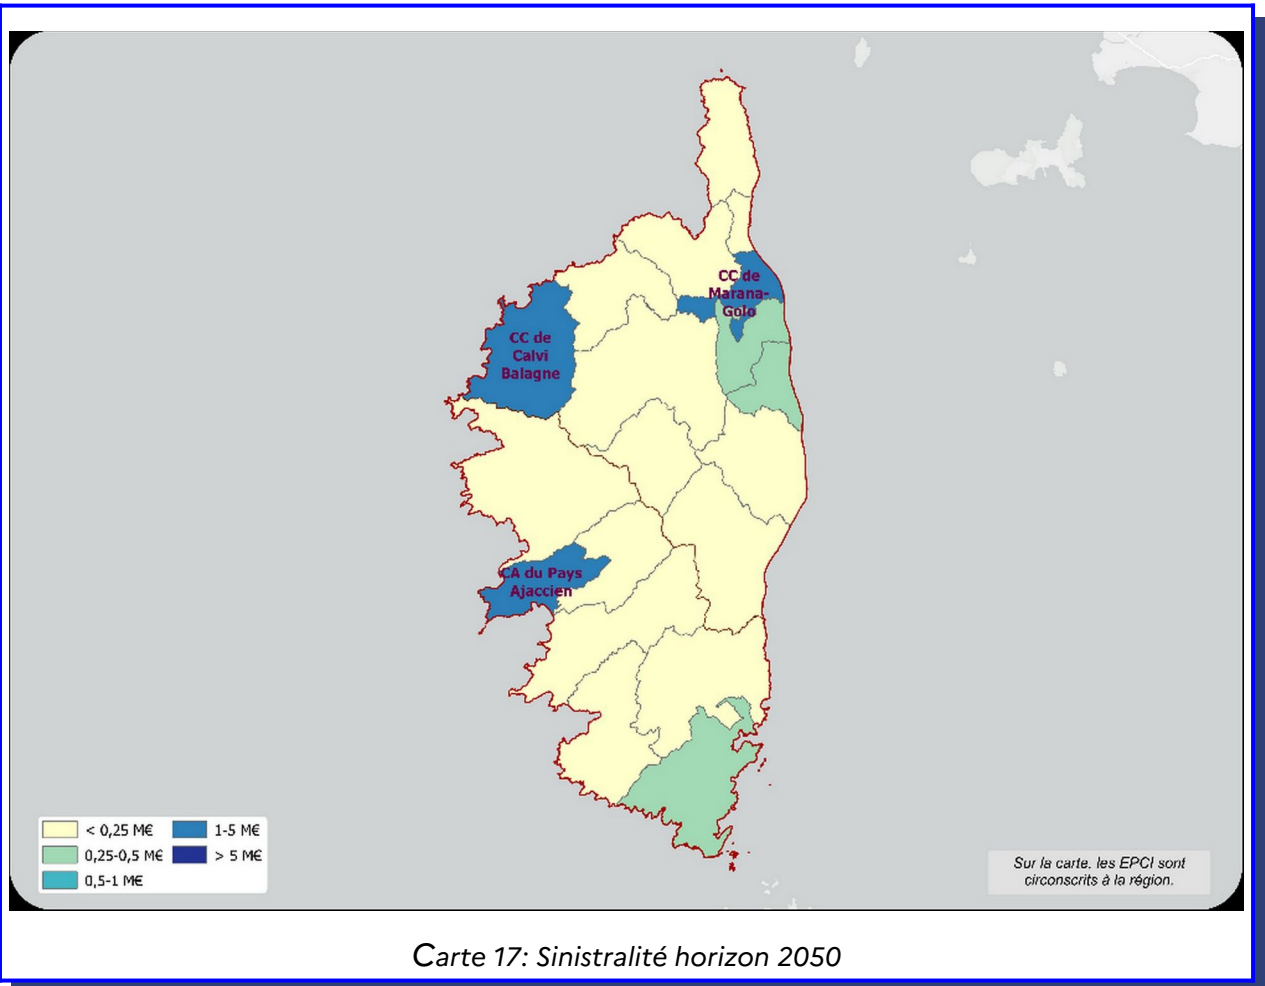 CC de
Marana-
Golo
CC de
Calvi
Balagne
CA du Pays
Ajaccien
< 0,25 M€
1-5 M€
0,25-0,5 M€
> 5 M€
0,5-1 M€
Sur la carte, les EPCI sont
circonscrits à la région.
Carte 17: Sinistralité horizon 2050